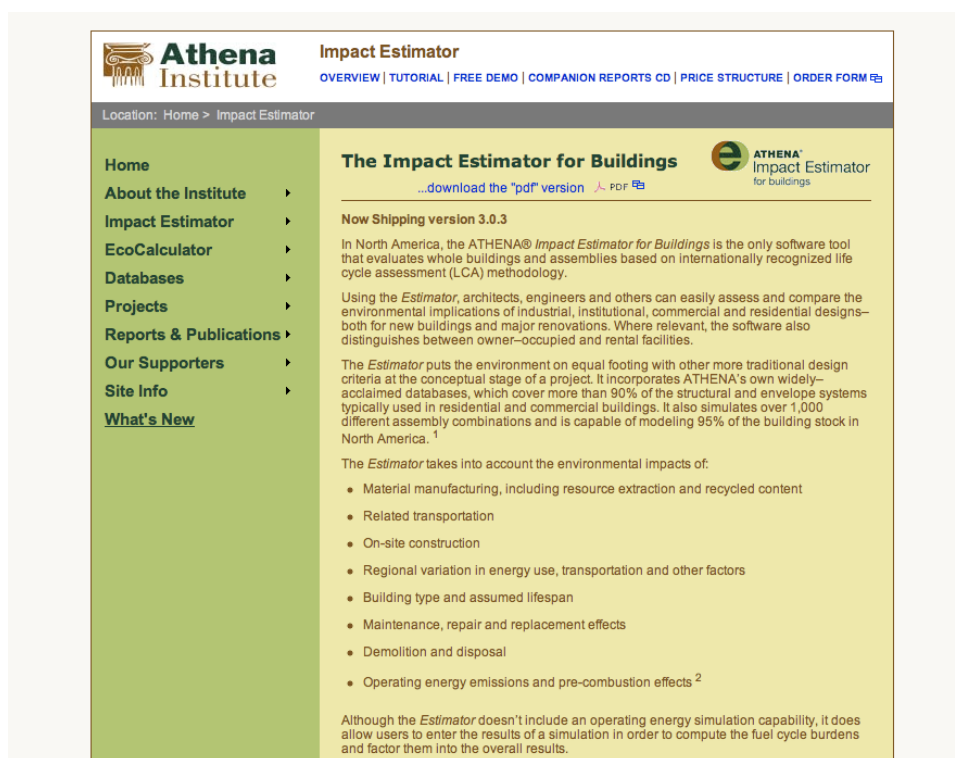 Athena
Institute
Impact Estimator
OVERVIEW | TUTORIAL | FREE DEMO | COMPANION REPORTS CD | PRICE STRUCTURE | ORDER FORM
Location: Home > Impact Estimator
Home
About the Institute
Impact Estimator
EcoCalculator
Databases
Projects
Reports & Publications
Our Supporters
Site Info
What's New
The Impact Estimator for Buildings
...download the "pdf" version PDF
e ATHENA®
Impact Estimator
for buildings
Now Shipping version 3.0.3
In North America, the ATHENA® Impact Estimator for Buildings is the only software tool
that evaluates whole buildings and assemblies based on internationally recognized life
cycle assessment (LCA) methodology.
Using the Estimator, architects, engineers and others can easily assess and compare the
environmental implications of industrial, institutional, commercial and residential designs–
both for new buildings and major renovations. Where relevant, the software also
distinguishes between owner–occupied and rental facilities.
The Estimator puts the environment on equal footing with other more traditional design
criteria at the conceptual stage of a project. It incorporates ATHENA's own widely–
acclaimed databases, which cover more than 90% of the structural and envelope systems
typically used in residential and commercial buildings. It also simulates over 1,000
different assembly combinations and is capable of modeling 95% of the building stock in
North America. 1
The Estimator takes into account the environmental impacts of:
• Material manufacturing, including resource extraction and recycled content
• Related transportation
• On-site construction
• Regional variation in energy use, transportation and other factors
• Building type and assumed lifespan
• Maintenance, repair and replacement effects
• Demolition and disposal
• Operating energy emissions and pre-combustion effects 2
Although the Estimator doesn't include an operating energy simulation capability, it does
allow users to enter the results of a simulation in order to compute the fuel cycle burdens
and factor them into the overall results.